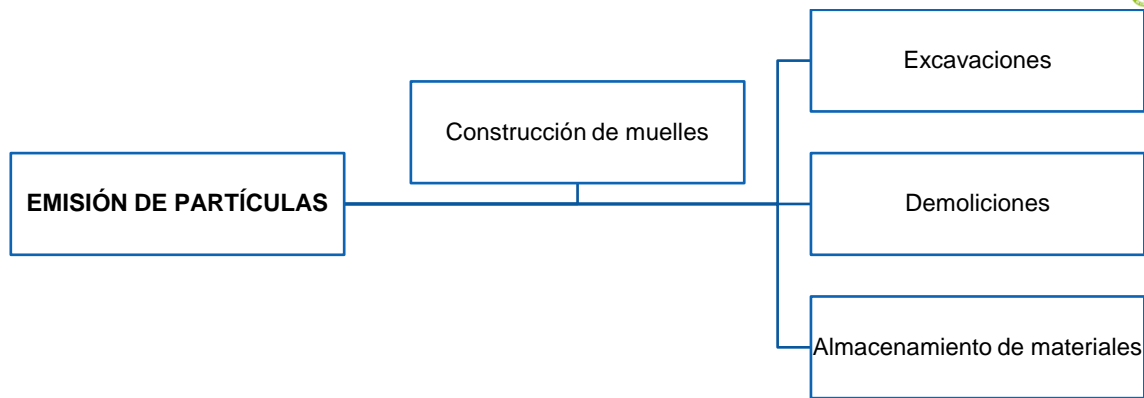 Excavaciones
Construcción de muelles
EMISIÓN DE PARTÍCULAS
Demoliciones
Almacenamiento de materiales